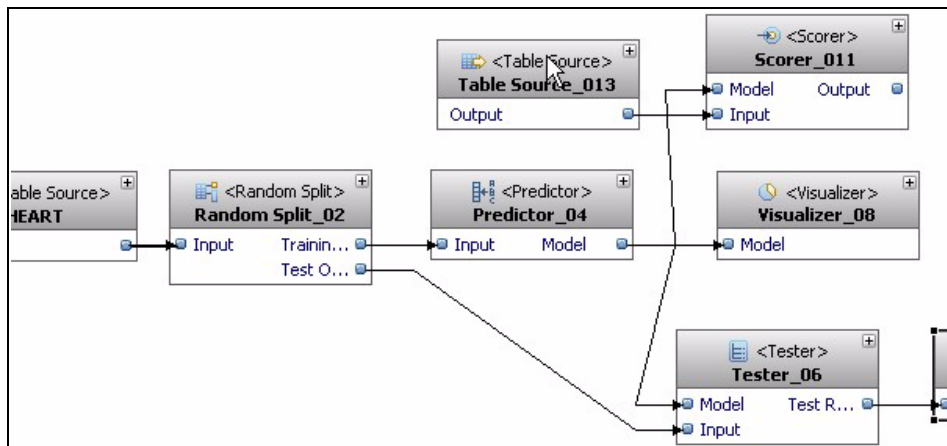 <Table Source>
Table Source_013
Output
<Scorer>
Scorer_011
Model Output
Input
able Source>
HEART
<Random Split>
Random Split_02
Input Trainin...
Test O...
<Predictor>
Predictor_04
Input Model
<Visualizer>
Visualizer_08
Model
<Tester>
Tester_06
Model Test R...
Input